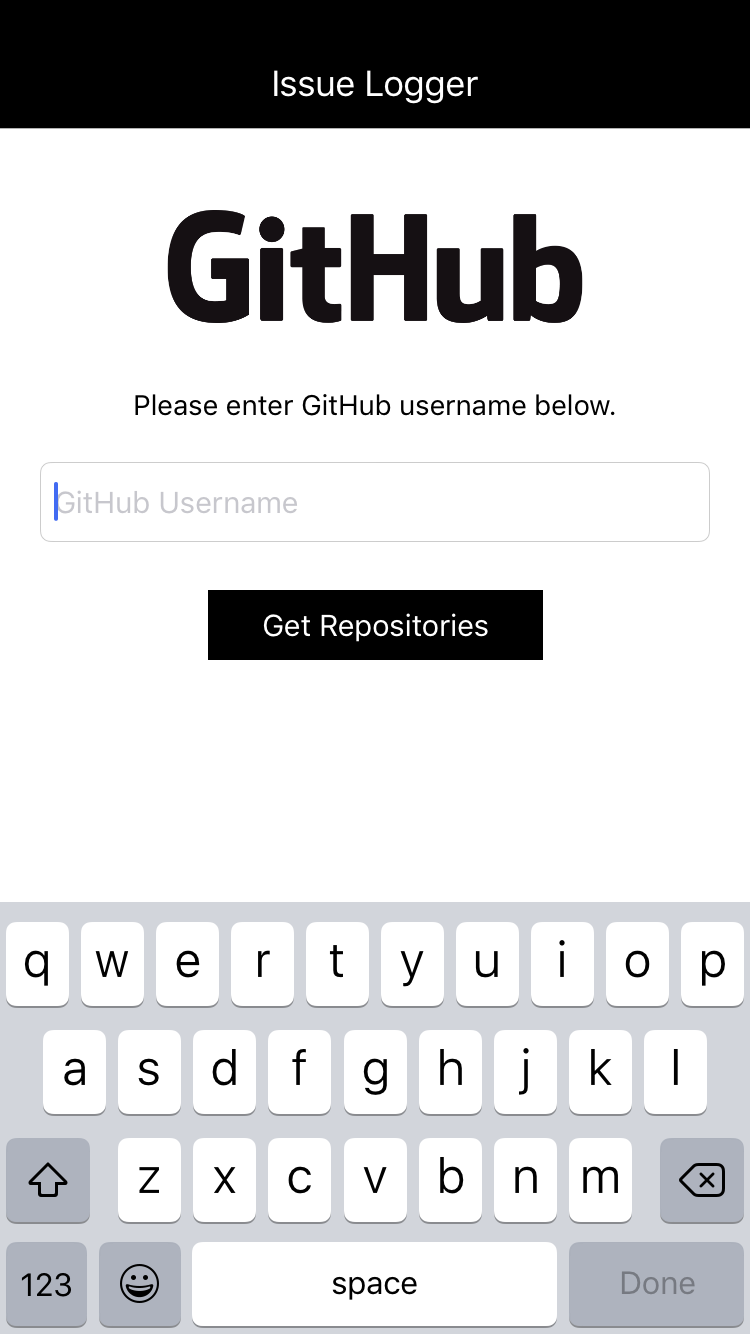 Issue Logger
GitHub
Please enter GitHub username below.
GitHub Username
Get Repositories
q w e r t y u i o p
a s d f g h j k l
z x c v b n m
123 space Done